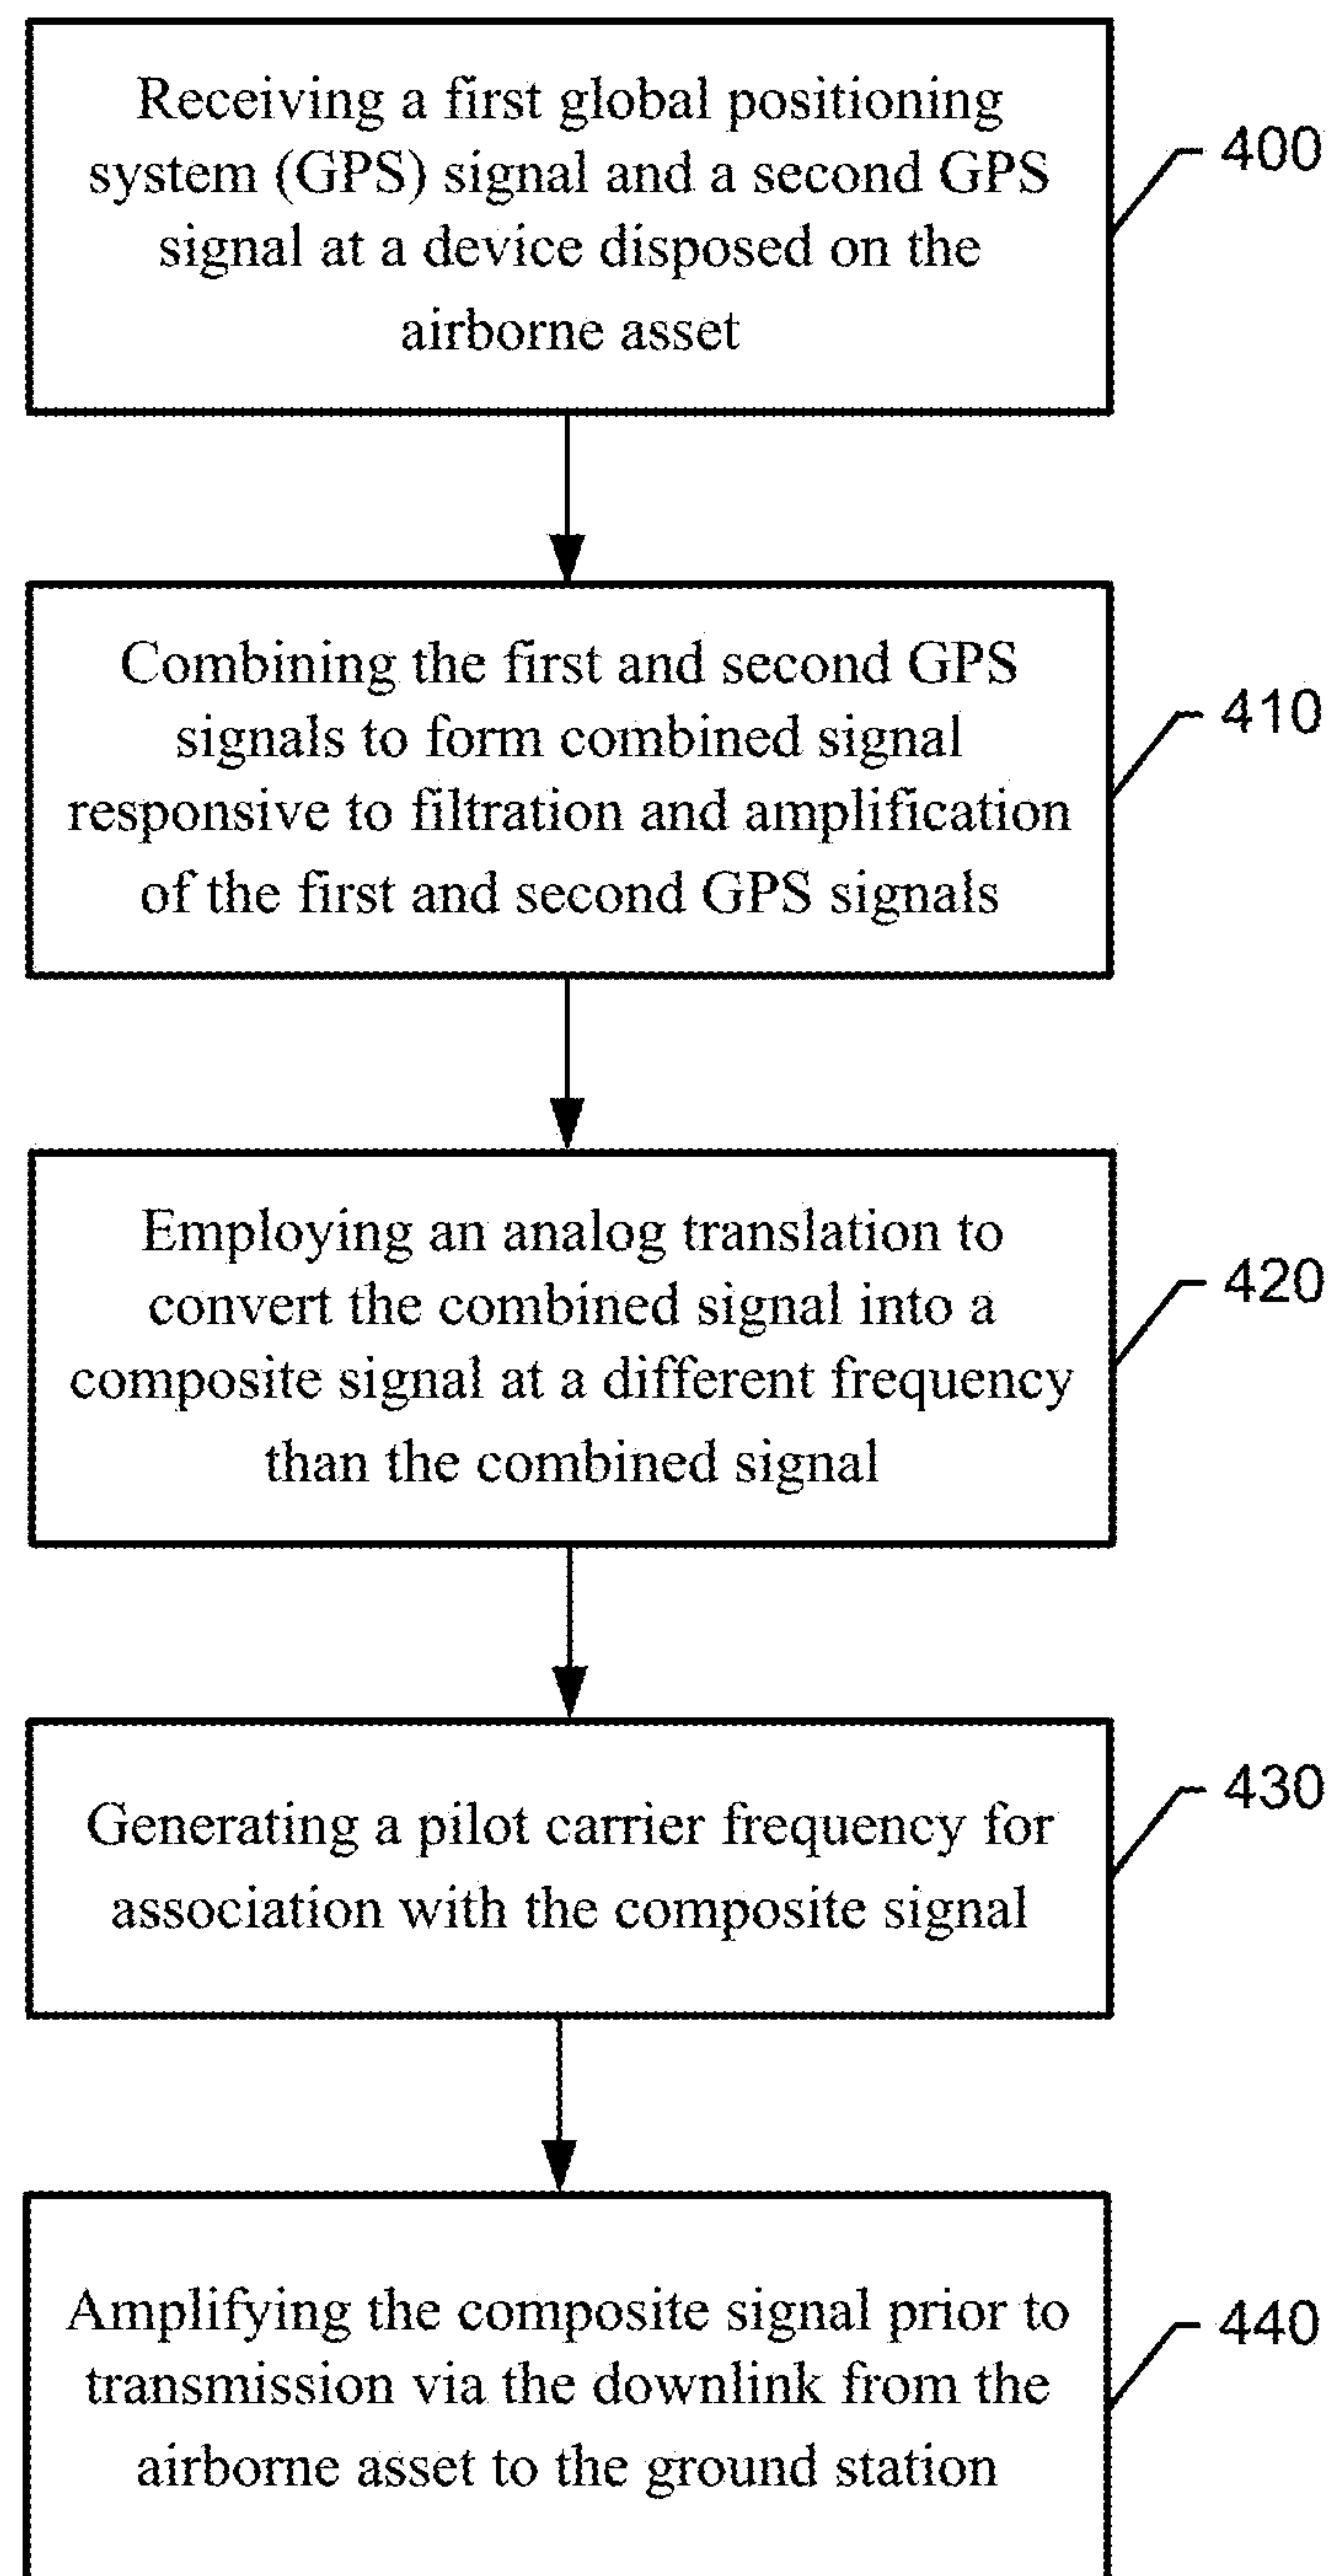 Receiving a first global positioning
system (GPS) signal and a second GPS
signal at a device disposed on the
airborne asset
400
Combining the first and second GPS
signals to form combined signal
responsive to filtration and amplification
of the first and second GPS signals
410
Employing an analog translation to
convert the combined signal into a
composite signal at a different frequency
than the combined signal
420
Generating a pilot carrier frequency for
association with the composite signal
430
Amplifying the composite signal prior to
transmission via the downlink from the
airborne asset to the ground station
440